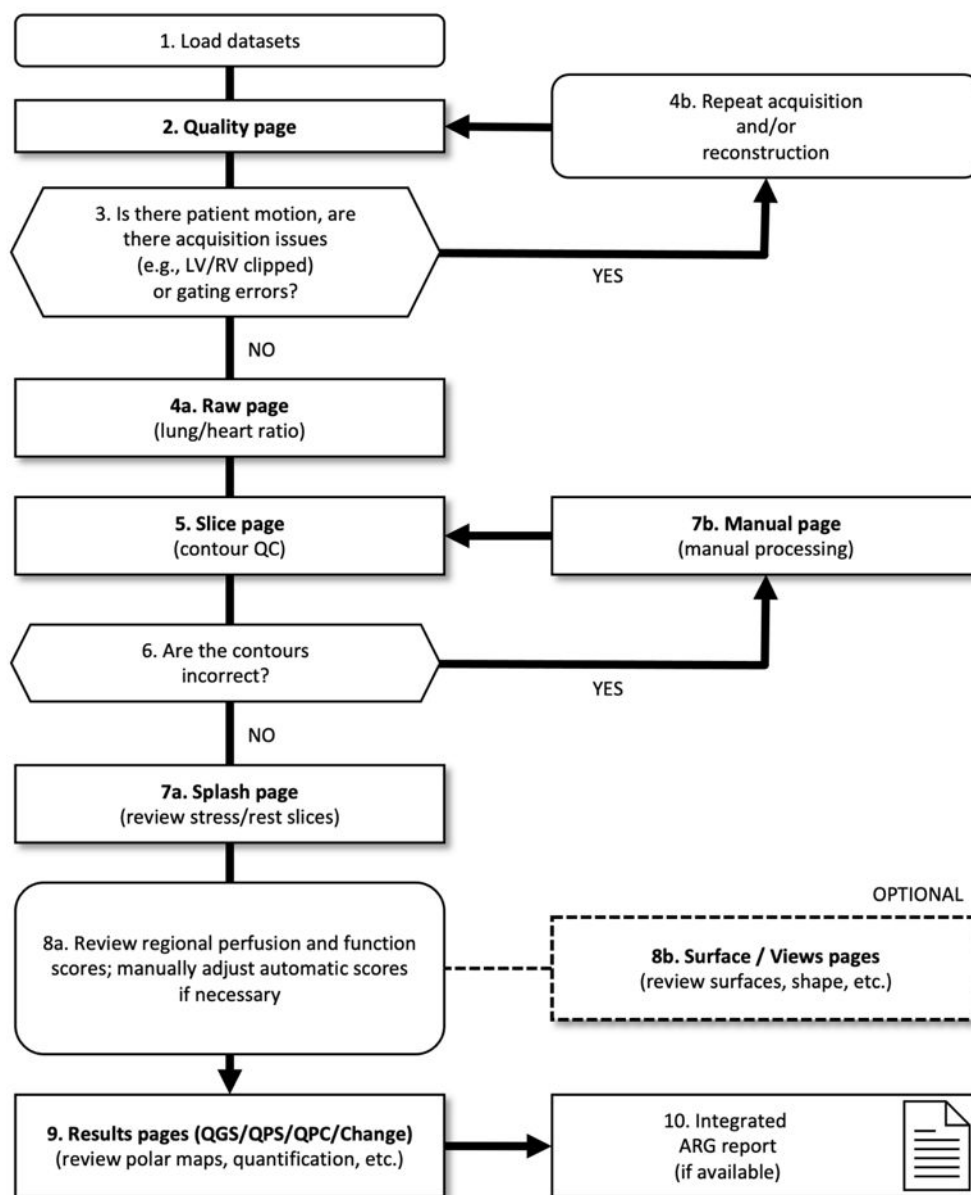 1. Load datasets
2. Quality page
4b. Repeat acquisition
and/or
reconstruction
3. Is there patient motion, are
there acquisition issues
(e.g., LV/RV clipped)
or gating errors?
YES
NO
4a. Raw page
(lung/heart ratio)
5. Slice page
(contour QC)
7b. Manual page
(manual processing)
6. Are the contours
incorrect?
YES
NO
7a. Splash page
(review stress/rest slices)
8a. Review regional perfusion and function
scores; manually adjust automatic scores
if necessary
OPTIONAL
8b. Surface / Views pages
(review surfaces, shape, etc.)
9. Results pages (QGS/QPS/QPC/Change)
(review polar maps, quantification, etc.)
10. Integrated
ARG report
(if available)